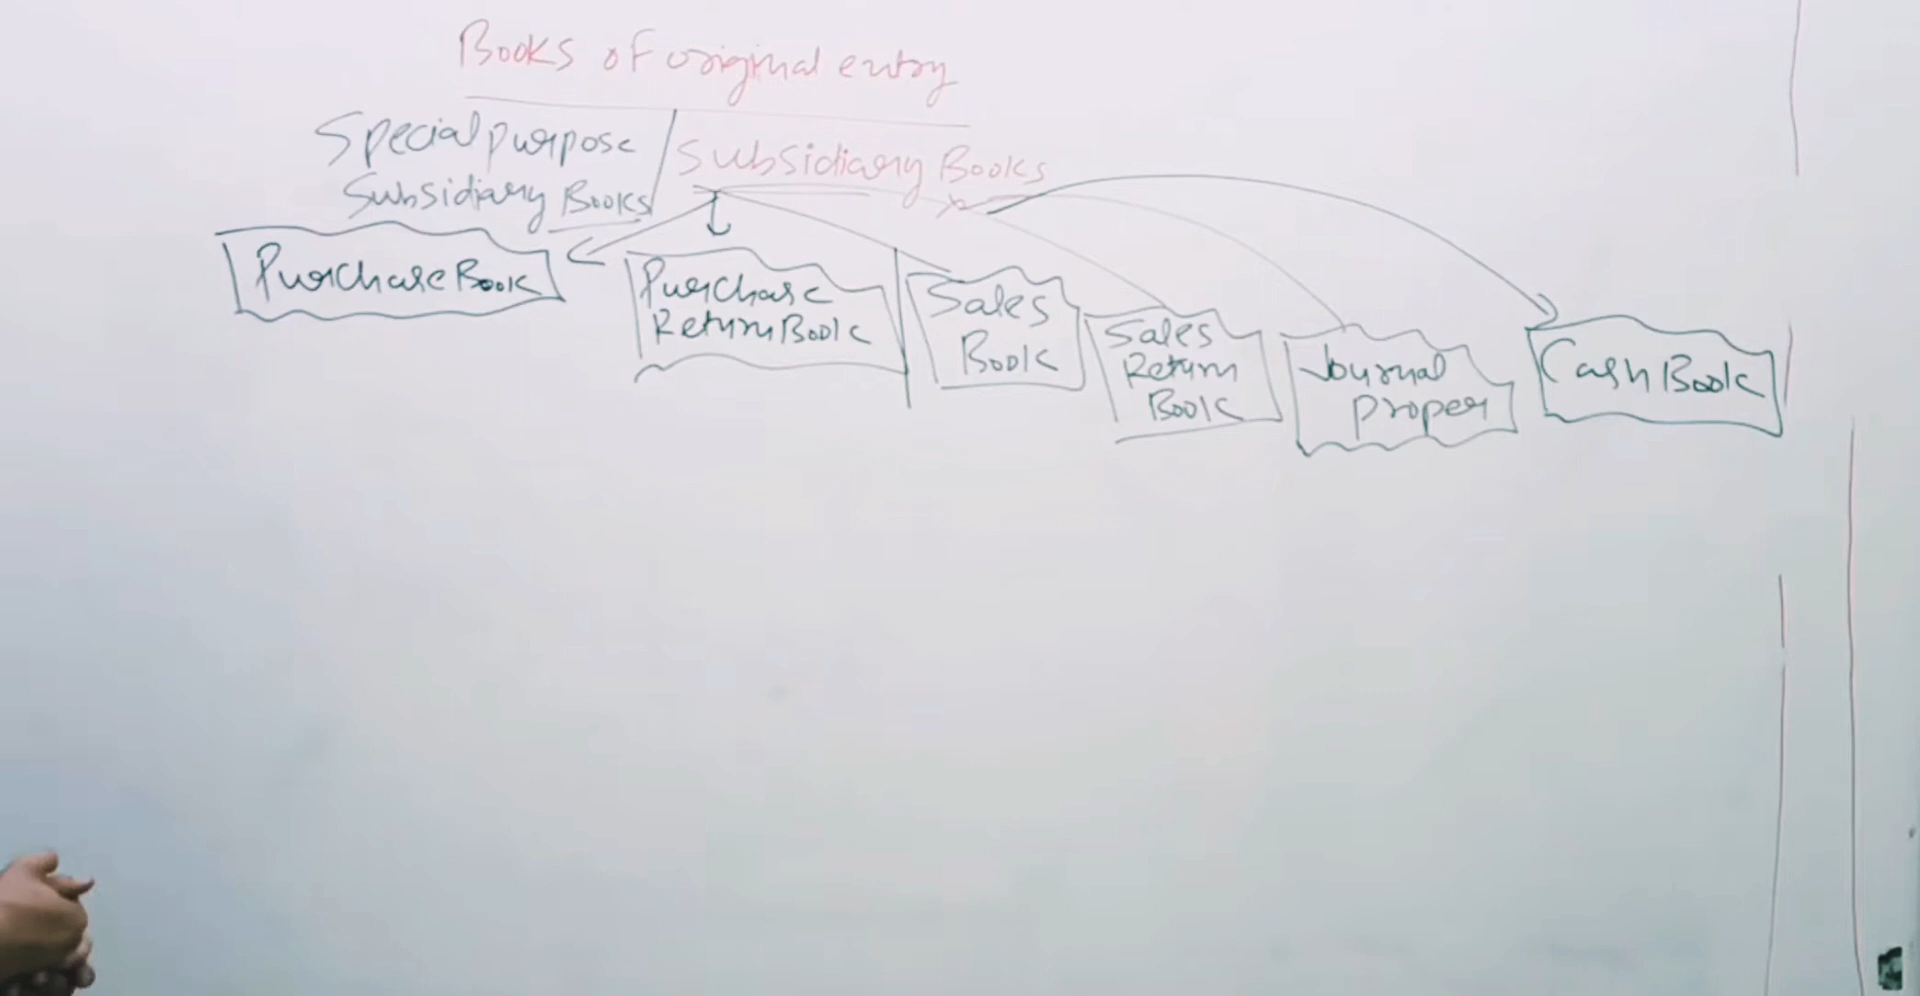 Books of original entry
Special purpose / Subsidiary Books
Subsidiary Books
Purchase Book
Purchase
Return Book
Sales
Book
Sales
Return
Book
Journal
proper
Cash Book